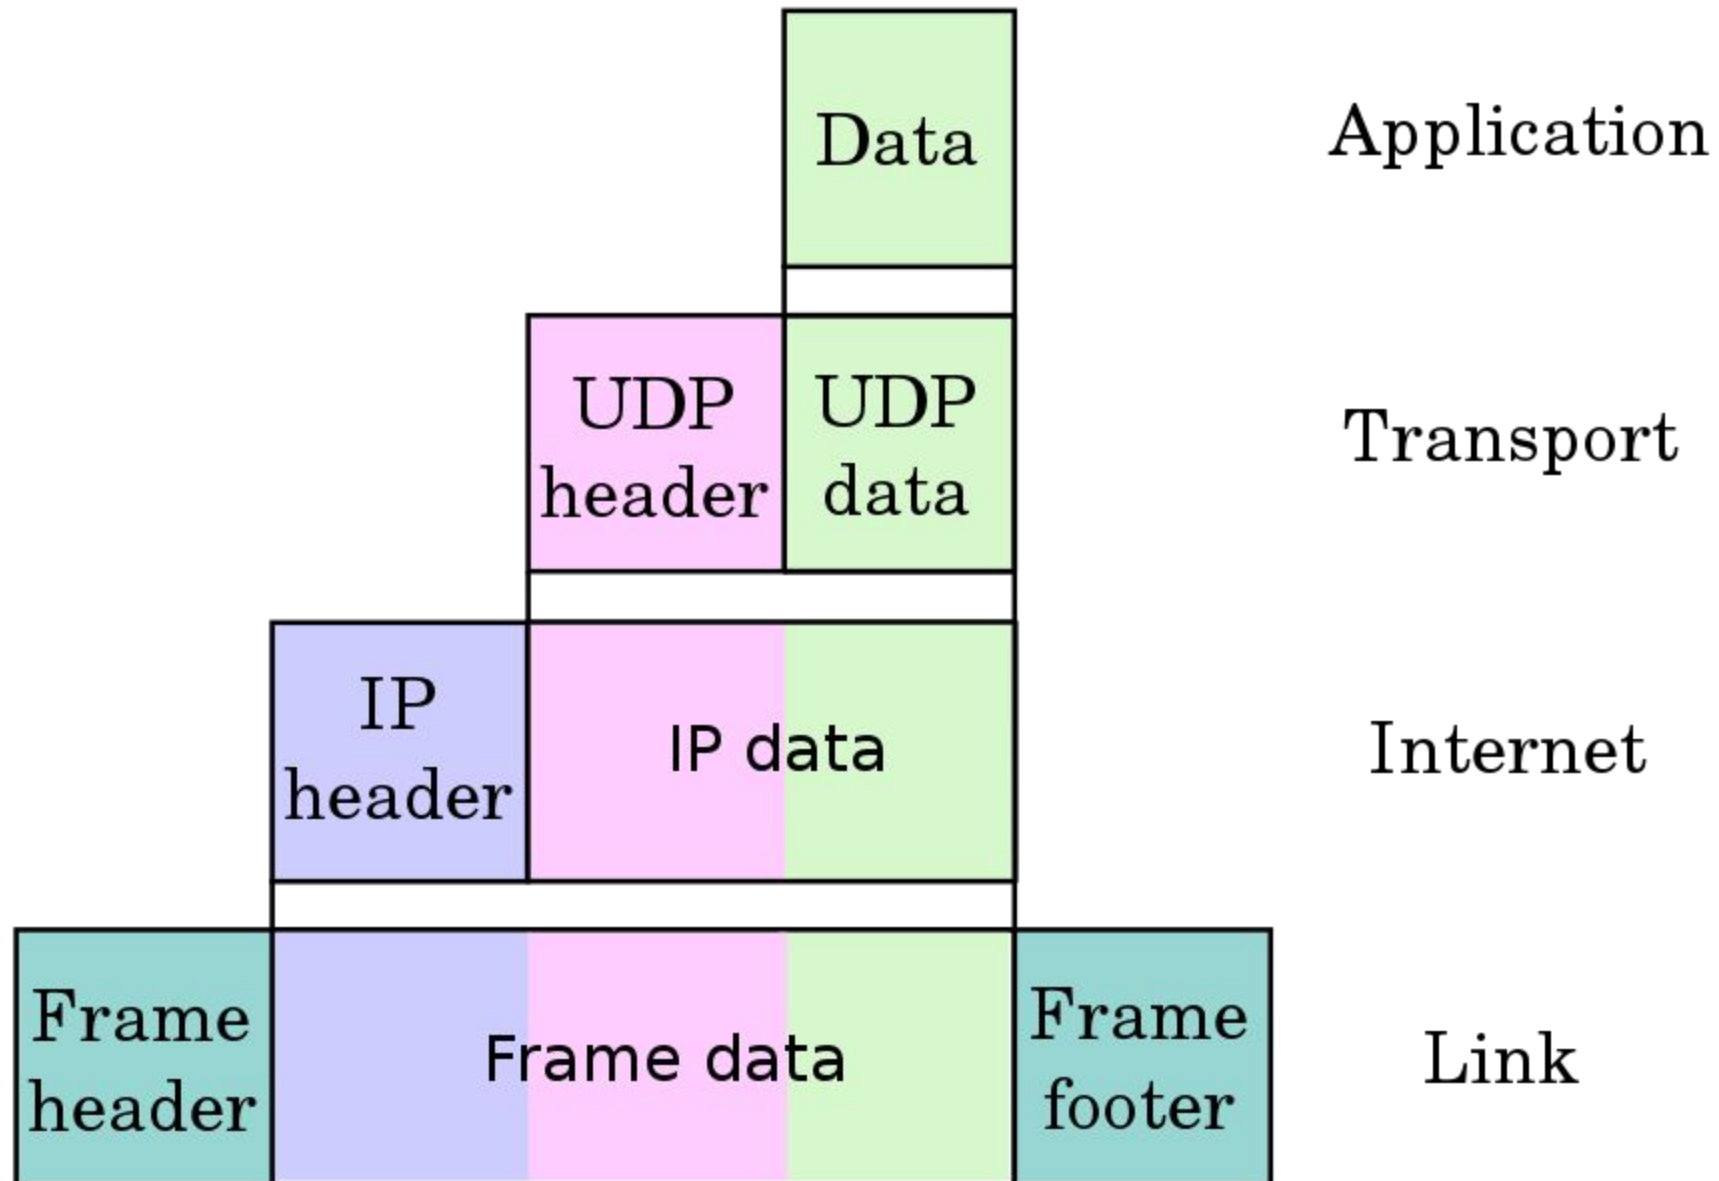 Data
Application
UDP
header
UDP
data
Transport
IP
header
IP data
Internet
Frame
header
Frame data
Frame
footer
Link